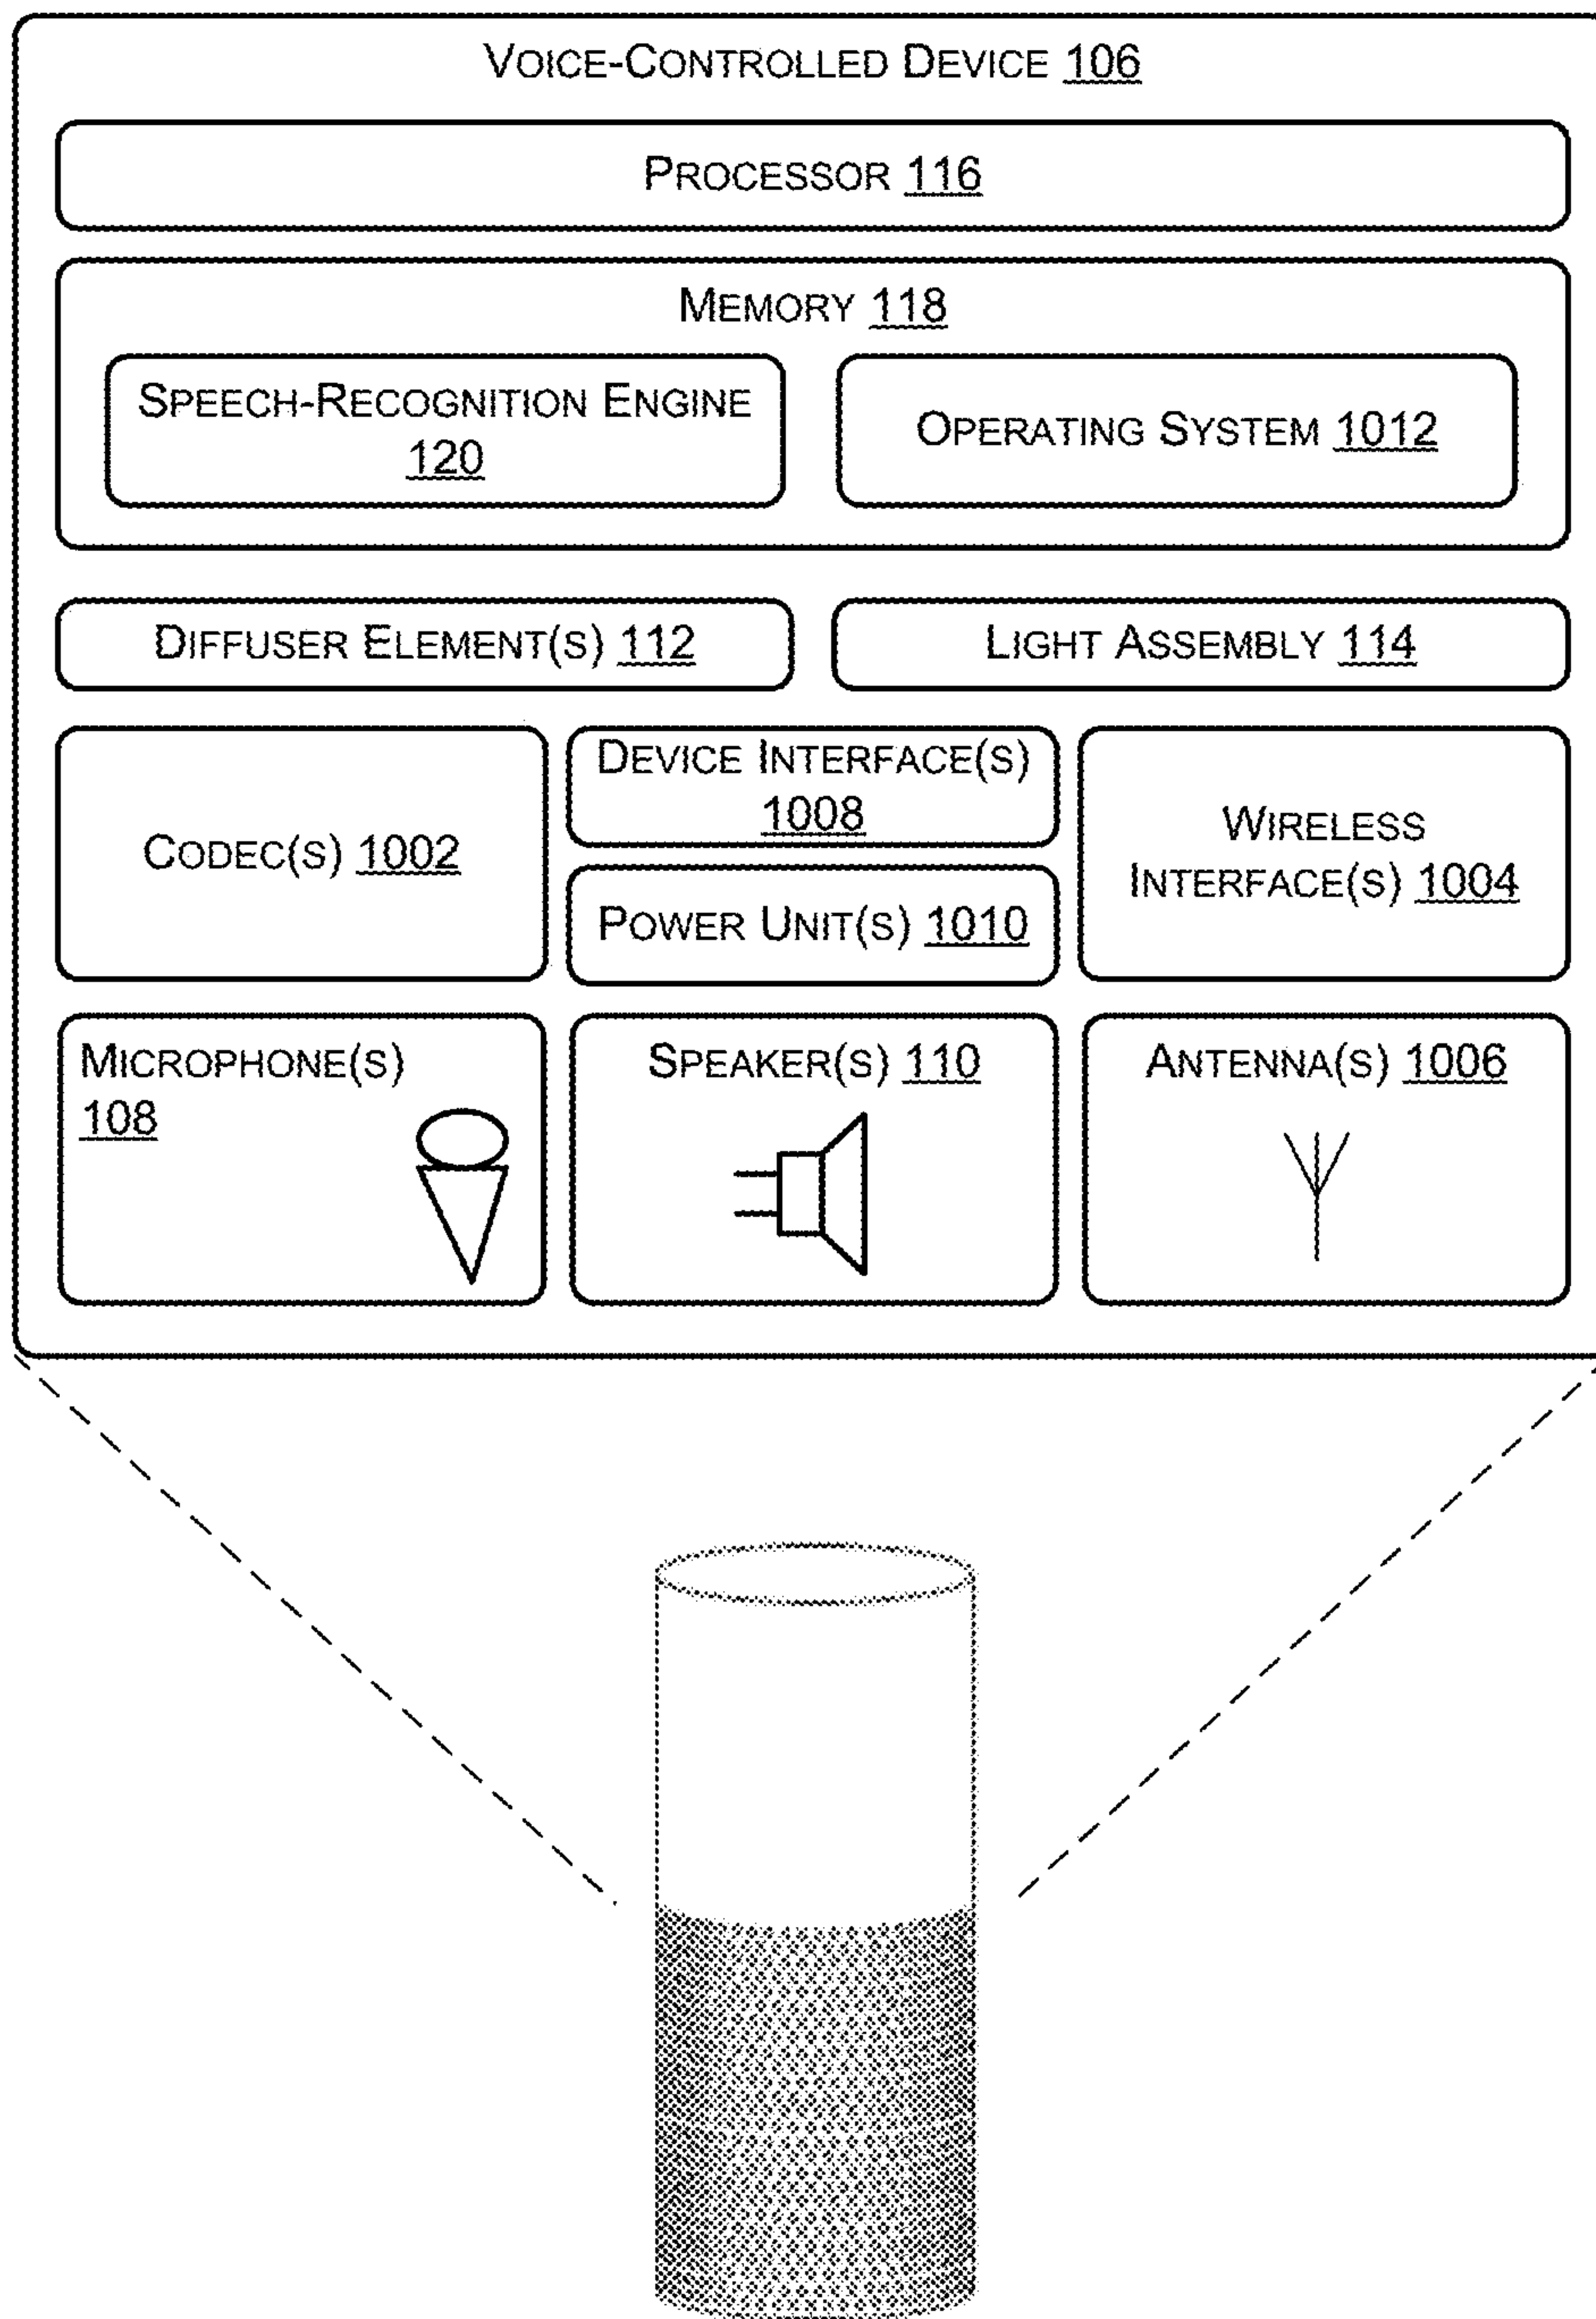 VOICE-CONTROLLED DEVICE 106
PROCESSOR 116
MEMORY 118
SPEECH-RECOGNITION ENGINE
120
OPERATING SYSTEM 1012
DIFFUSER ELEMENT(S) 112
LIGHT ASSEMBLY 114
CODEC(S) 1002
DEVICE INTERFACE(S)
1008
POWER UNIT(S) 1010
WIRELESS
INTERFACE(S) 1004
MICROPHONE(S)
108
SPEAKER(S) 110
ANTENNA(S) 1006